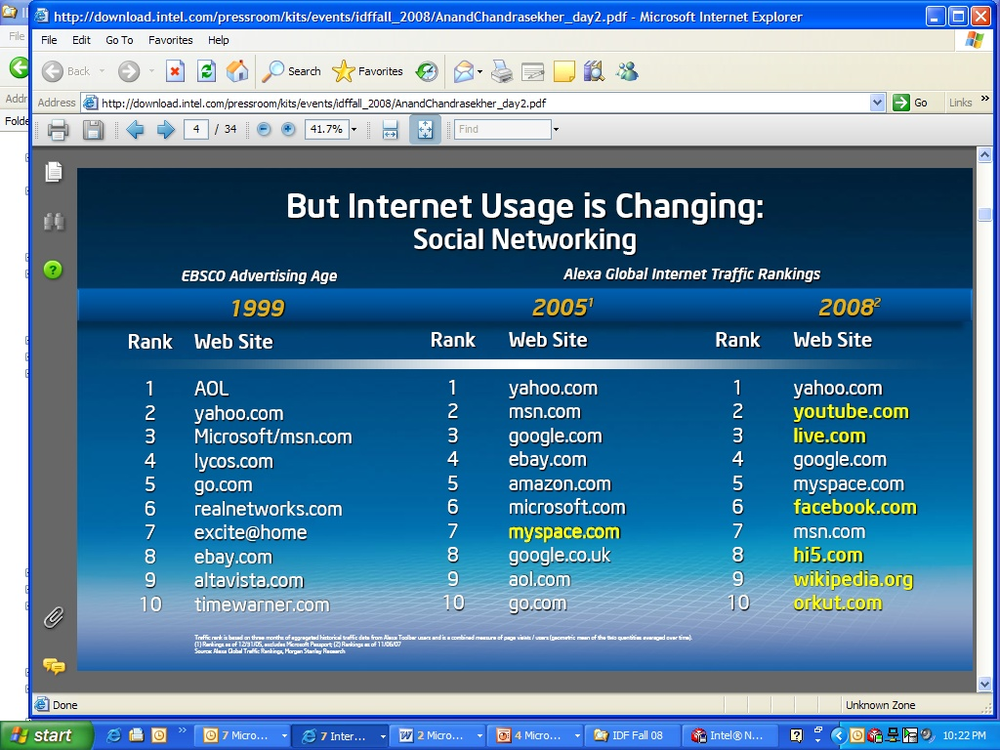 http://download.intel.com/pressroom/kits/events/idffall_2008/AnandChandrasekher_day2.pdf - Microsoft Internet Explorer
File
File Edit Go To Favorites Help
Back Search Favorites
Addr
Address http://download.intel.com/pressroom/kits/events/idffall_2008/AnandChandrasekher_day2.pdf Go Links »
Folde
4 / 34 41.7% Find
But Internet Usage is Changing:
Social Networking
EBSCO Advertising Age Alexa Global Internet Traffic Rankings
1999 20051 20082
Rank Web Site Rank Web Site Rank Web Site
1 AOL 1 yahoo.com 1 yahoo.com
2 yahoo.com 2 msn.com 2 youtube.com
3 Microsoft/msn.com 3 google.com 3 live.com
4 lycos.com 4 ebay.com 4 google.com
5 go.com 5 amazon.com 5 myspace.com
6 realnetworks.com 6 microsoft.com 6 facebook.com
7 excite@home 7 myspace.com 7 msn.com
8 ebay.com 8 google.co.uk 8 hi5.com
9 altavista.com 9 aol.com 9 wikipedia.org
10 timewarner.com 10 go.com 10 orkut.com
Traffic rank is based on three months of aggregated historical traffic data from Alexa Toolbar users and is a combined measure of page views / users (geometric mean of the two quantities averaged over time).
(1) Rankings as of 12/31/05, excludes Microsoft Passport; (2) Rankings as of 11/06/07
Source: Alexa Global Traffic Rankings, Morgan Stanley Research
Done Unknown Zone
start » 7 Micro... 7 Inter... 2 Micro... 4 Micro... IDF Fall 08 Intel® N... » 10:22 PM